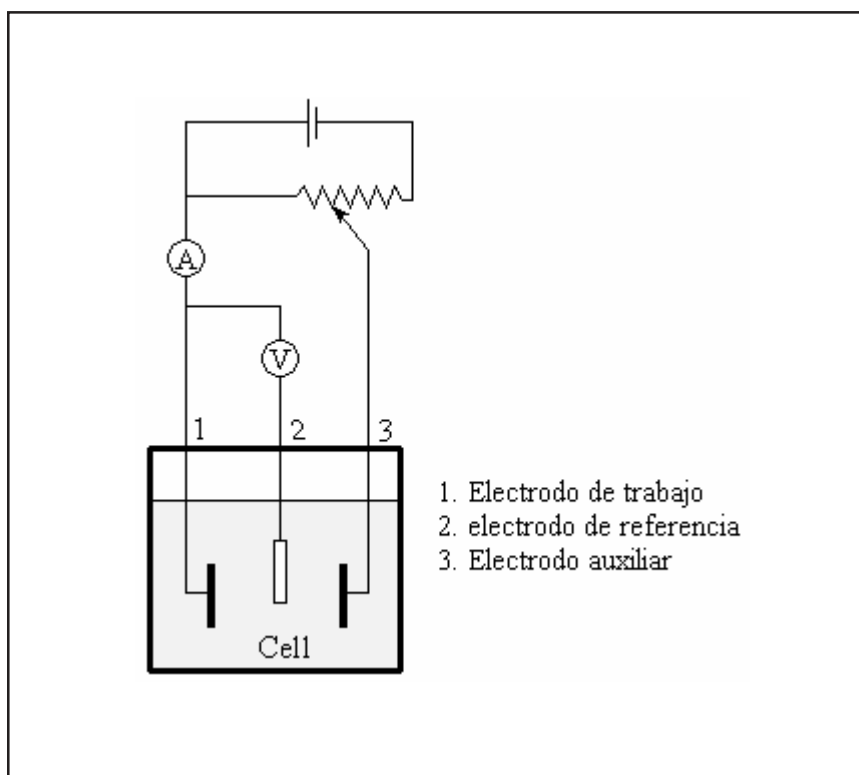 A
V
1 2 3
1. Electrodo de trabajo
2. electrodo de referencia
3. Electrodo auxiliar
Cell